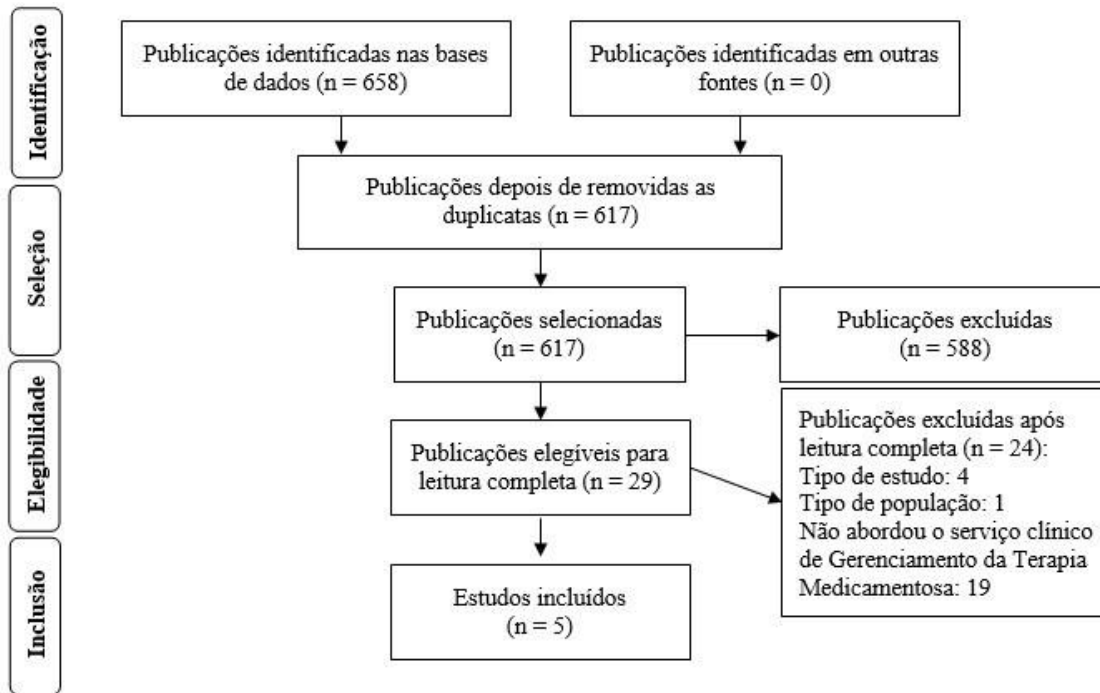 Identificação
Publicações identificadas nas bases
de dados (n = 658)
Publicações identificadas em outras
fontes (n = 0)
Publicações depois de removidas as
duplicatas (n = 617)
Seleção
Publicações selecionadas
(n = 617)
Publicações excluídas
(n = 588)
Elegibilidade
Publicações elegíveis para
leitura completa (n = 29)
Publicações excluídas após
leitura completa (n = 24):
Tipo de estudo: 4
Tipo de população: 1
Não abordou o serviço clínico
de Gerenciamento da Terapia
Medicamentosa: 19
Inclusão
Estudos incluídos
(n = 5)